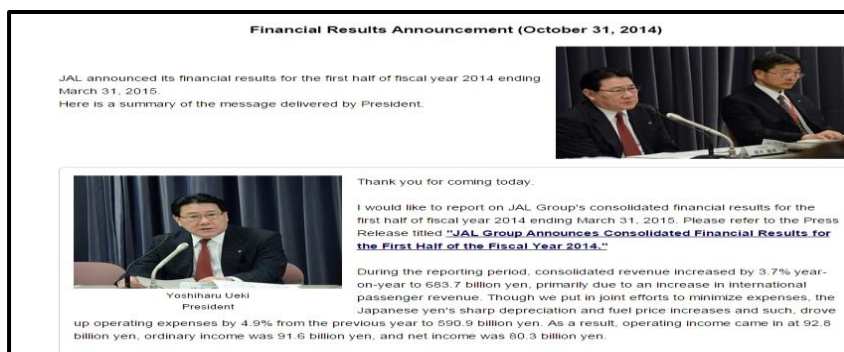 Financial Results Announcement (October 31, 2014)
JAL announced its financial results for the first half of fiscal year 2014 ending
March 31, 2015.
Here is a summary of the message delivered by President.
Thank you for coming today.
I would like to report on JAL Group's consolidated financial results for the
first half of fiscal year 2014 ending March 31, 2015. Please refer to the Press
Release titled "JAL Group Announces Consolidated Financial Results for
the First Half of the Fiscal Year 2014."
During the reporting period, consolidated revenue increased by 3.7% year-
on-year to 683.7 billion yen, primarily due to an increase in international
passenger revenue. Though we put in joint efforts to minimize expenses, the
Japanese yen's sharp depreciation and fuel price increases and such, drove
up operating expenses by 4.9% from the previous year to 590.9 billion yen. As a result, operating income came in at 92.8
billion yen, ordinary income was 91.6 billion yen, and net income was 80.3 billion yen.
Yoshiharu Ueki
President